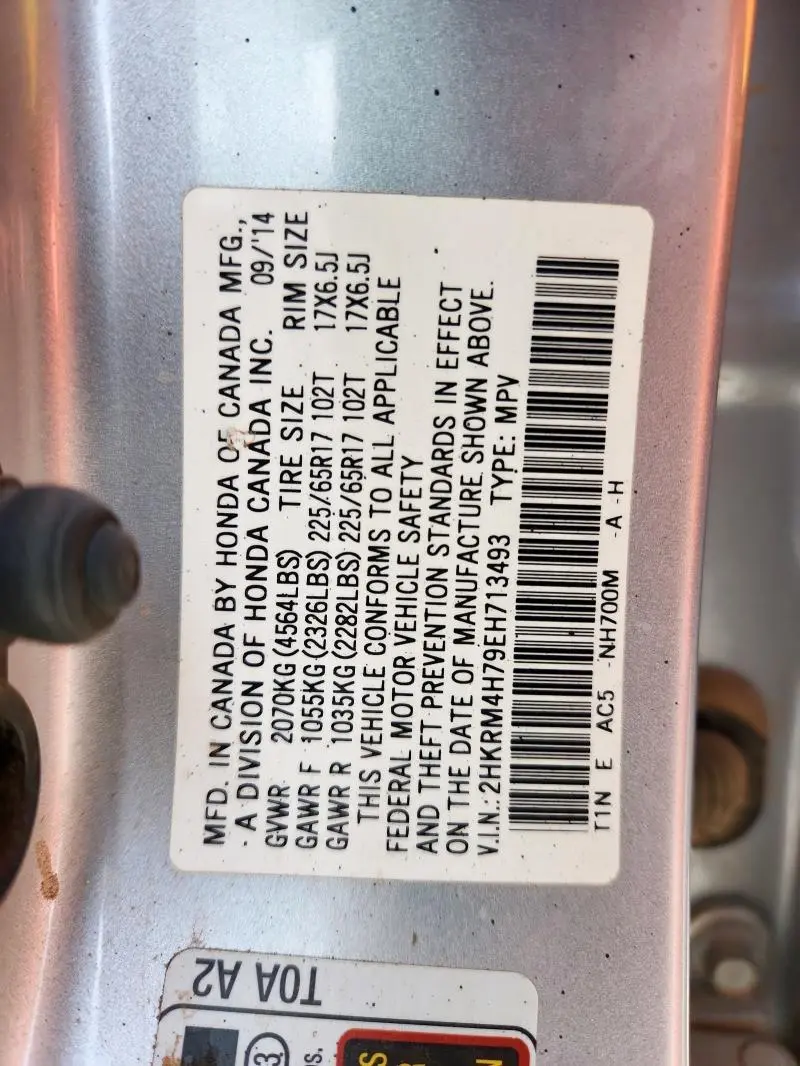 MFD. IN CANADA BY HONDA OF CANADA MFG.,
A DIVISION OF HONDA CANADA INC. 09/'14
GVWR 2070KG (4564LBS) TIRE SIZE RIM SIZE
GAWR F 1055KG (2326LBS) 225/65R17 102T 17X6.5J
GAWR R 1035KG (2282LBS) 225/65R17 102T 17X6.5J
THIS VEHICLE CONFORMS TO ALL APPLICABLE
FEDERAL MOTOR VEHICLE SAFETY
AND THEFT PREVENTION STANDARDS IN EFFECT
ON THE DATE OF MANUFACTURE SHOWN ABOVE.
V.I.N.: 2HKRM4H79EH713493 TYPE: MPV
T1N E AC5 -NH700M -A -H
T0A A2